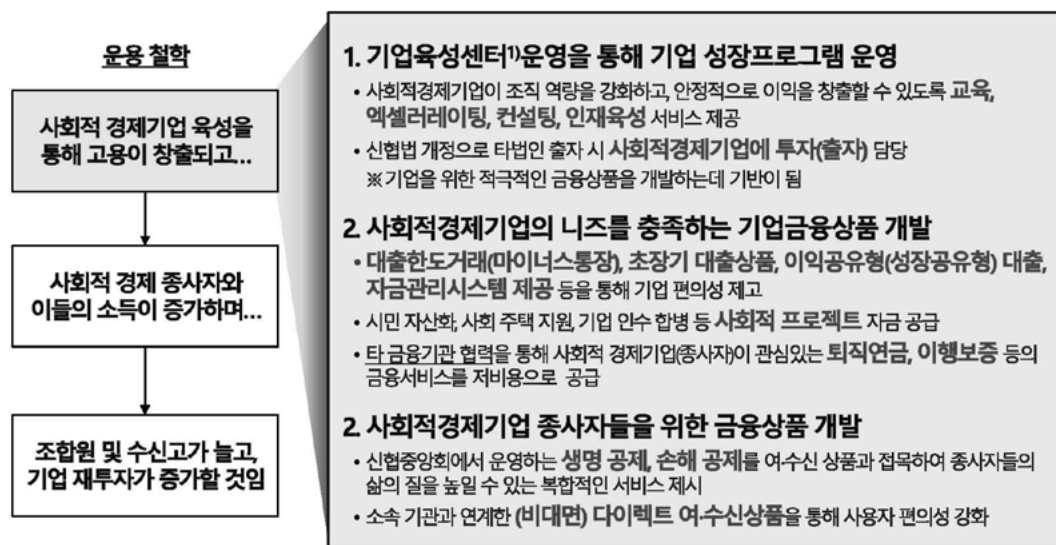 운용 철학
사회적 경제기업 육성을
통해 고용이 창출되고...
사회적 경제 종사자와
이들의 소득이 증가하며...
조합원 및 수신고가 늘고,
기업 재투자가 증가할 것임
1. 기업육성센터1)운영을 통해 기업 성장프로그램 운영
• 사회적경제기업이 조직 역량을 강화하고, 안정적으로 이익을 창출할 수 있도록 교육,
엑셀러레이팅, 컨설팅, 인재육성 서비스 제공
• 신협법 개정으로 타법인 출자 시 사회적경제기업에 투자(출자) 담당
※ 기업을 위한 적극적인 금융상품을 개발하는데 기반이 됨
2. 사회적경제기업의 니즈를 충족하는 기업금융상품 개발
• 대출한도거래(마이너스통장), 초장기 대출상품, 이익공유형(성장공유형) 대출,
자금관리시스템 제공 등을 통해 기업 편의성 제고
• 시민 자산화, 사회 주택 지원, 기업 인수 합병 등 사회적 프로젝트 자금 공급
• 타 금융기관 협력을 통해 사회적 경제기업(종사자)이 관심있는 퇴직연금, 이행보증 등의
금융서비스를 저비용으로 공급
2. 사회적경제기업 종사자들을 위한 금융상품 개발
• 신협중앙회에서 운영하는 생명 공제, 손해 공제를 여·수신 상품과 접목하여 종사자들의
삶의 질을 높일 수 있는 복합적인 서비스 제시
• 소속 기관과 연계한 (비대면) 다이렉트 여·수신상품을 통해 사용자 편의성 강화